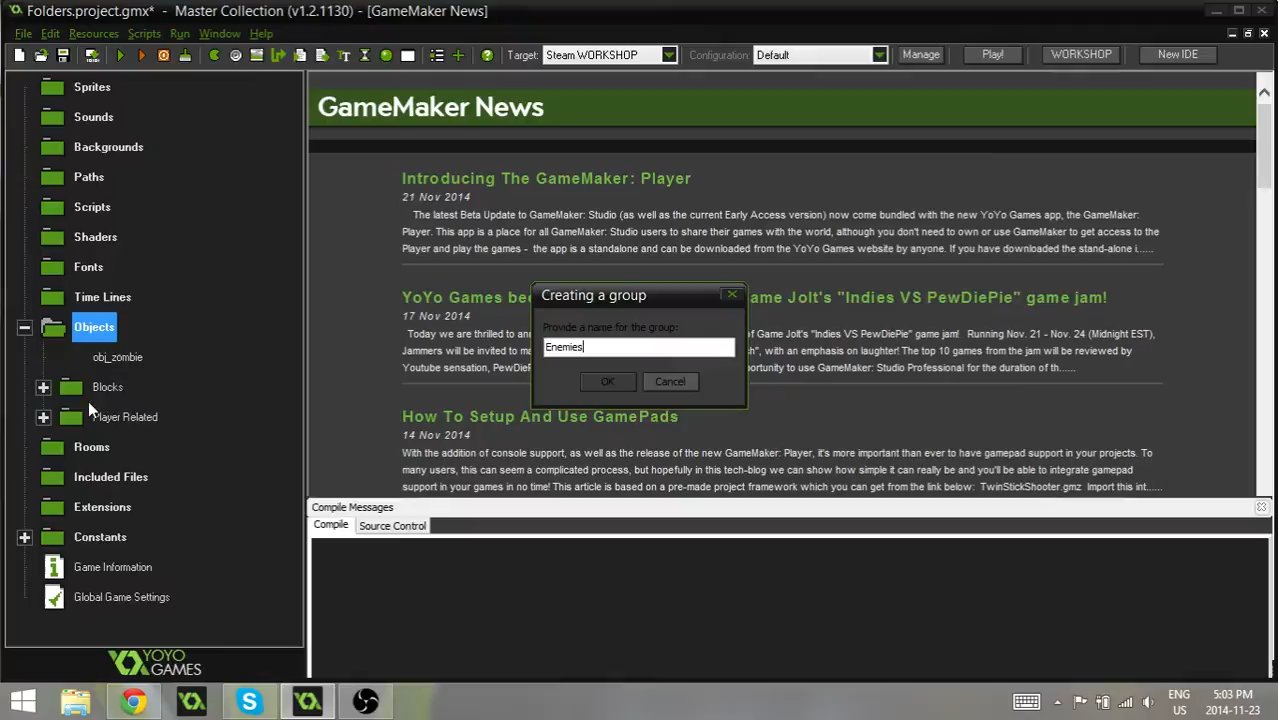 Folders.project.gmx* - Master Collection (v1.2.1130) - [GameMaker News]
File Edit Resources Scripts Run Window Help
Target: Steam WORKSHOP Configuration: Default Manage Play! WORKSHOP New IDE
Sprites
Sounds
Backgrounds
Paths
Scripts
Shaders
Fonts
Time Lines
Objects
obj_zombie
Blocks
Player Related
Rooms
Included Files
Extensions
Constants
Game Information
Global Game Settings
YOYO
GAMES
GameMaker News
Introducing The GameMaker: Player
21 Nov 2014
The latest Beta Update to GameMaker: Studio (as well as the current Early Access version) now come bundled with the new YoYo Games app, the GameMaker:
Player. This app is a place for all GameMaker: Studio users to share their games with the world, although you don't need to own or use GameMaker to get access to the
Player and play the games - the app is a standalone and can be downloaded from the YoYo Games website by anyone. If you have downloaded the stand-alone i......
YoYo Games bec ame Jolt's "Indies VS PewDiePie" game jam!
17 Nov 2014
Today we are thrilled to ann of Game Jolt's "Indies VS PewDiePie" game jam! Running Nov. 21 - Nov. 24 (Midnight EST),
Jammers will be invited to ma ch", with an emphasis on laughter! The top 10 games from the jam will be reviewed by
Youtube sensation, PewDiePi opportunity to use GameMaker: Studio Professional for the duration of th......
How To Setup And Use GamePads
14 Nov 2014
With the addition of console support, as well as the release of the new GameMaker: Player, it's more important than ever to have gamepad support in your projects. To
many users, this can seem a complicated process, but hopefully in this tech-blog we can show how simple it can really be and you'll be able to integrate gamepad
support in your games in no time! This article is based on a pre-made project framework which you can get from the link below: TwinStickShooter.gmz Import this int......
Creating a group
Provide a name for the group:
Enemies
OK Cancel
Compile Messages
Compile Source Control
ENG 5:03 PM
US 2014-11-23